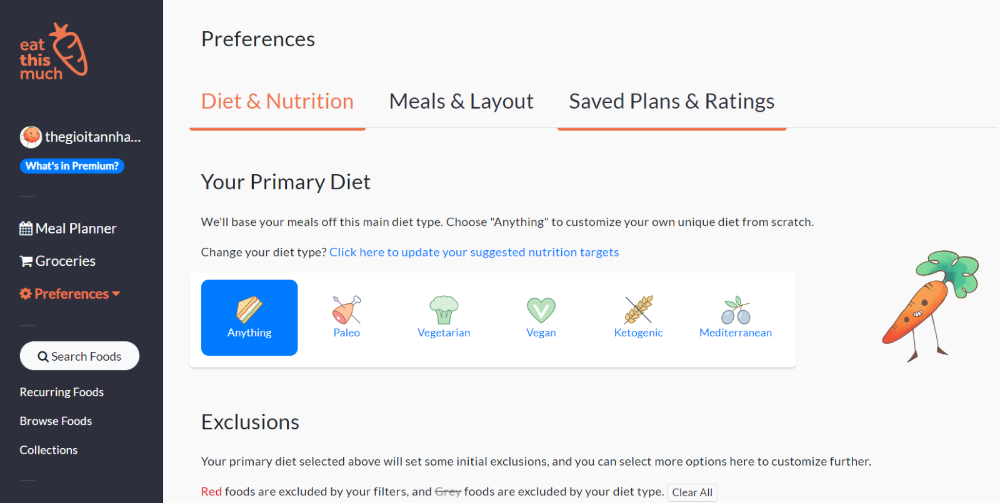 eat
this
much
thegioitannha...
What's in Premium?
Meal Planner
Groceries
Preferences
Search Foods
Recurring Foods
Browse Foods
Collections
Preferences
Diet & Nutrition Meals & Layout Saved Plans & Ratings
Your Primary Diet
We'll base your meals off this main diet type. Choose "Anything" to customize your own unique diet from scratch.
Change your diet type? Click here to update your suggested nutrition targets
Anything Paleo Vegetarian Vegan Ketogenic Mediterranean
Exclusions
Your primary diet selected above will set some initial exclusions, and you can select more options here to customize further.
Red foods are excluded by your filters, and Grey foods are excluded by your diet type. Clear All